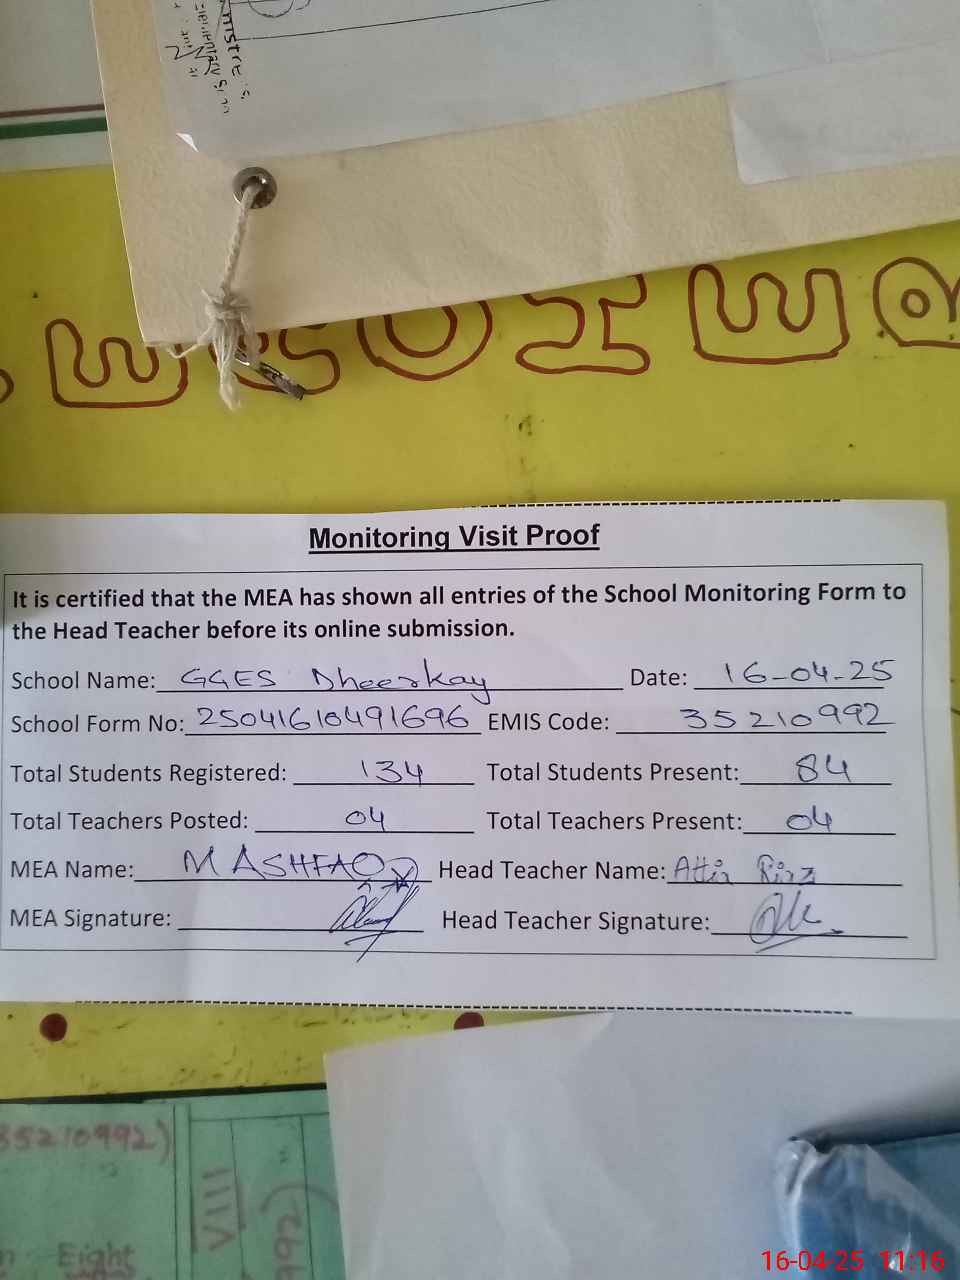 Monitoring Visit Proof
It is certified that the MEA has shown all entries of the School Monitoring Form to
the Head Teacher before its online submission.
School Name: GGES Dheerkay Date: 16-04-25
School Form No: 25041610491696 EMIS Code: 35210992
Total Students Registered: 134 Total Students Present: 84
Total Teachers Posted: 04 Total Teachers Present: 04
MEA Name: M ASHFAQ Head Teacher Name:
MEA Signature: Head Teacher Signature:
35210992)
VIII
992)
Eight
16-04-25 11:16